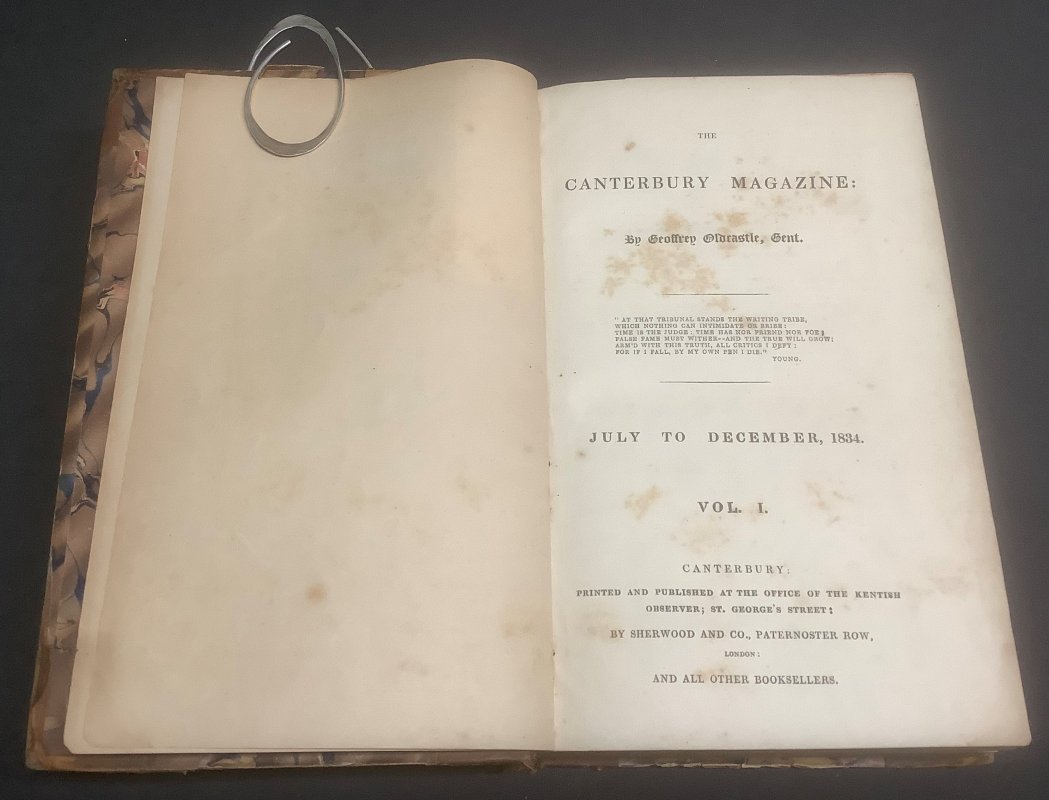 THE
CANTERBURY MAGAZINE:
By Geoffrey Oldcastle, Gent.
" AT THAT TRIBUNAL STANDS THE WRITING TRIBE,
WHICH NOTHING CAN INTIMIDATE OR BRIBE:
TIME IS THE JUDGE: TIME HAS NOR FRIEND NOR FOE;
FALSE FAME MUST WITHER--AND THE TRUE WILL GROW;
ARM'D WITH THIS TRUTH, ALL CRITICS I DEFY:
FOR IF I FALL, BY MY OWN PEN I DIE."
YOUNG.
JULY TO DECEMBER, 1834.
VOL. I.
CANTERBURY:
PRINTED AND PUBLISHED AT THE OFFICE OF THE KENTISH
OBSERVER; ST. GEORGE'S STREET;
BY SHERWOOD AND CO., PATERNOSTER ROW,
LONDON:
AND ALL OTHER BOOKSELLERS.